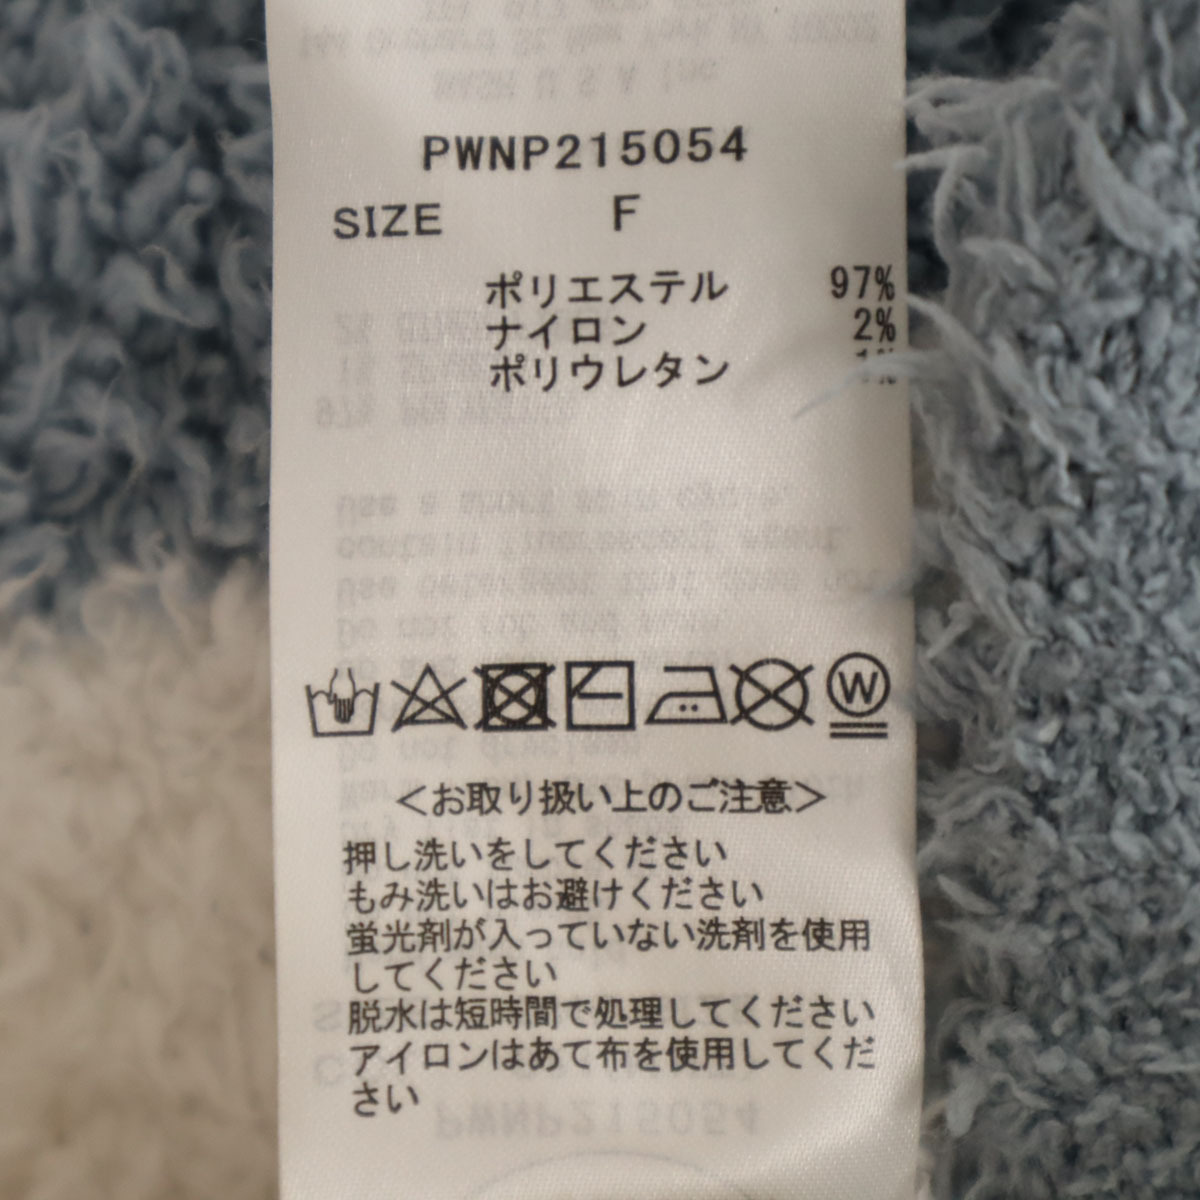 PWNP215054
SIZE F
ポリエステル 97%
ナイロン 2%
ポリウレタン 1%
W
＜お取り扱い上のご注意＞
押し洗いをしてください
もみ洗いはお避けください
蛍光剤が入っていない洗剤を使用
してください
脱水は短時間で処理してください
アイロンはあて布を使用してくだ
さい